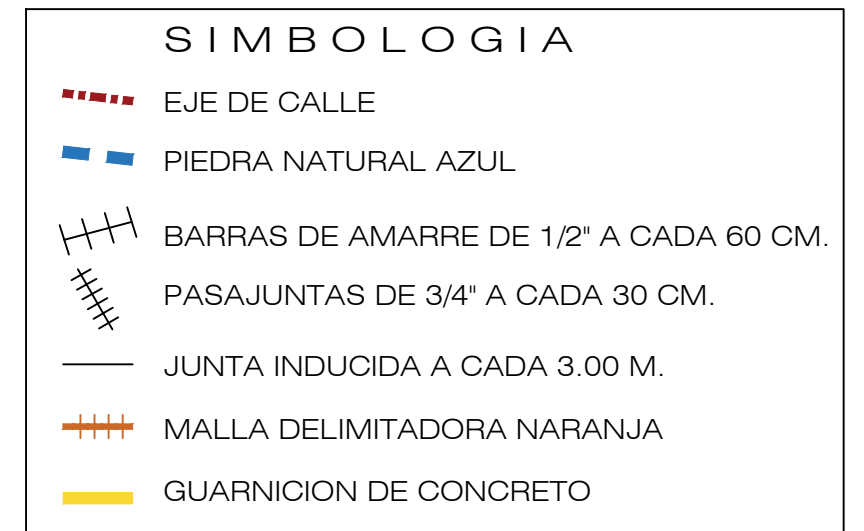 SIMBOLOGIA
EJE DE CALLE
PIEDRA NATURAL AZUL
BARRAS DE AMARRE DE 1/2" A CADA 60 CM.
PASAJUNTAS DE 3/4" A CADA 30 CM.
JUNTA INDUCIDA A CADA 3.00 M.
MALLA DELIMITADORA NARANJA
GUARNICION DE CONCRETO